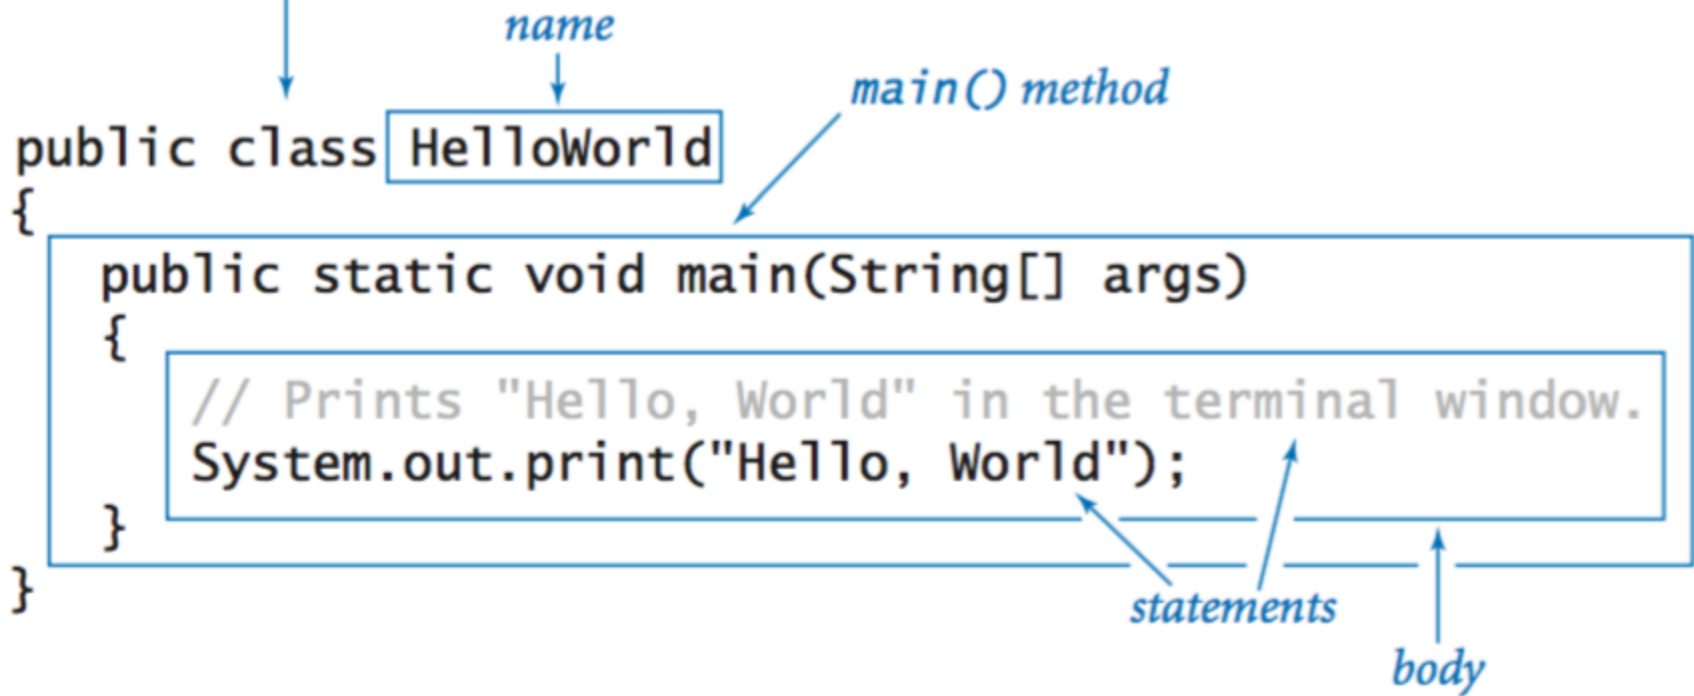 name
main() method
public class HelloWorld
{
public static void main(String[] args)
{
// Prints "Hello, World" in the terminal window.
System.out.print("Hello, World");
}
}
statements
body